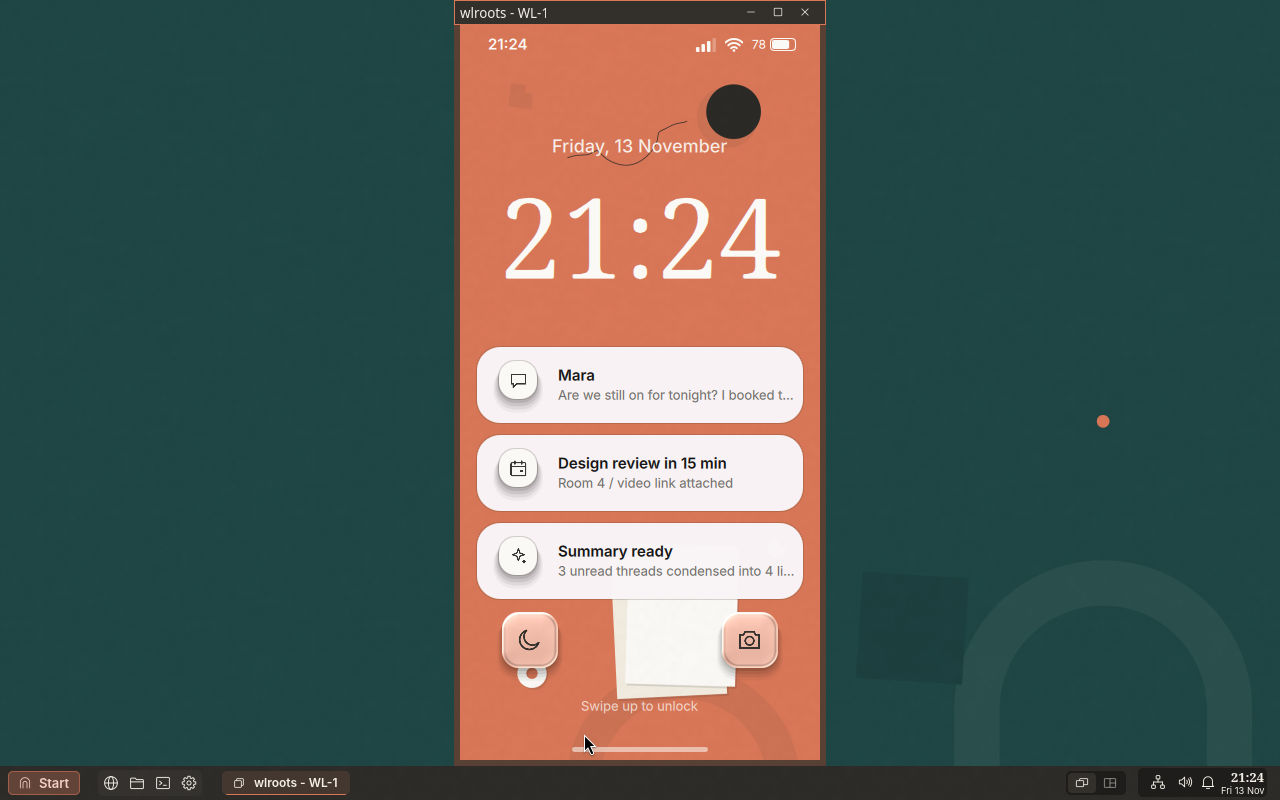 wlroots - WL-1
21:24
78
Friday, 13 November
21:24
Mara
Are we still on for tonight? I booked t...
Design review in 15 min
Room 4 / video link attached
Summary ready
3 unread threads condensed into 4 li...
Swipe up to unlock
Start
wlroots - WL-1
21:24
Fri 13 Nov